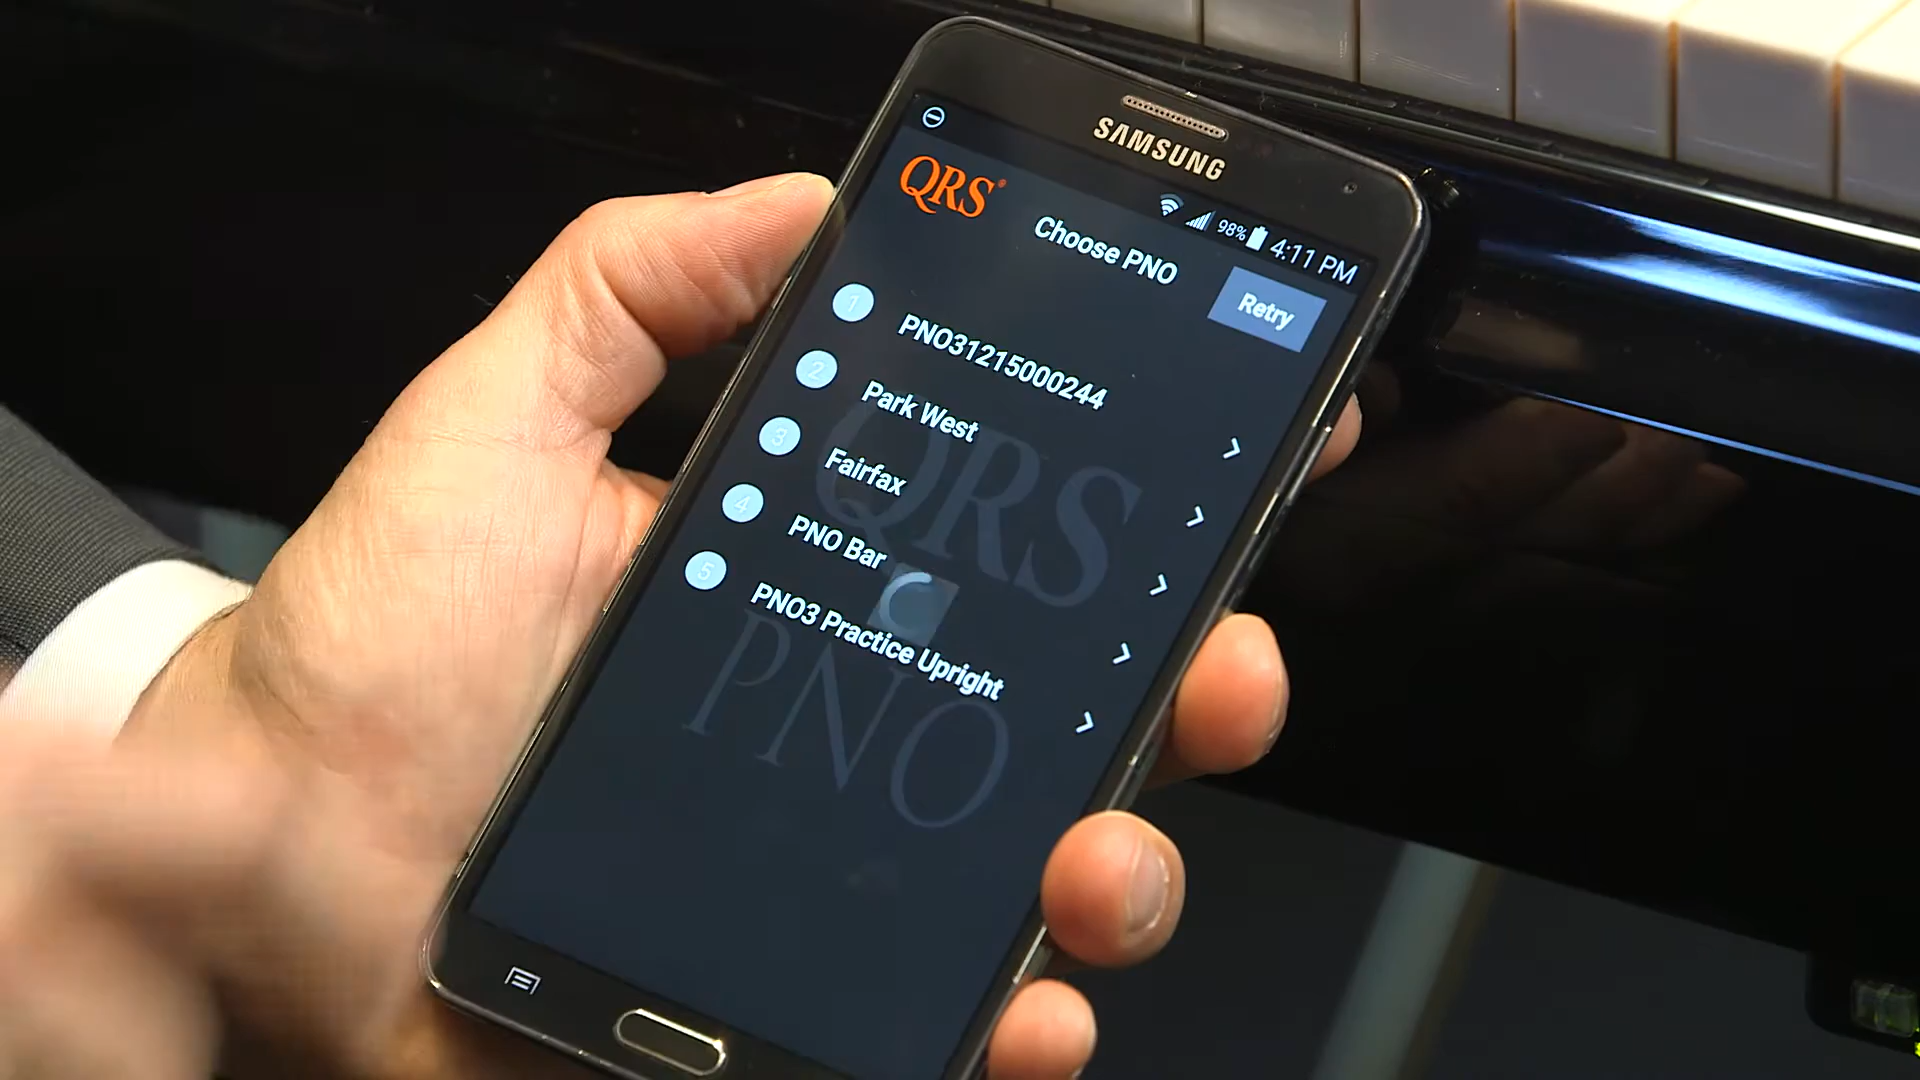 SAMSUNG
98% 4:11 PM
QRS®
Choose PNO
Retry
1 PNO31215000244
2 Park West
3 Fairfax
4 PNO Bar
5 PNO3 Practice Upright
QRS
PNO